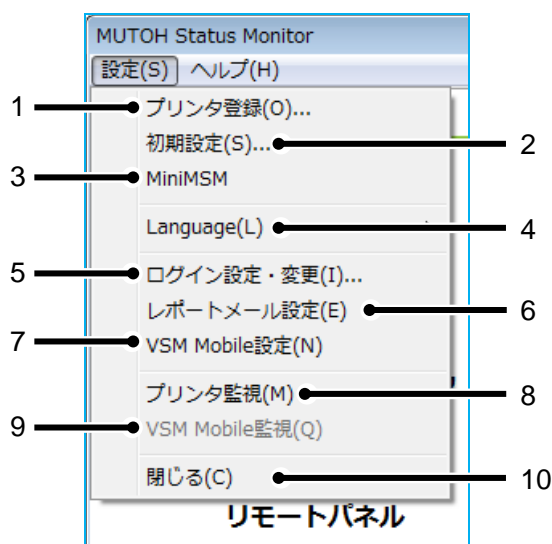 MUTOH Status Monitor
設定(S) ヘルプ(H)
1 プリンタ登録(O)...
初期設定(S)... 2
3 MiniMSM
Language(L) 4
5 ログイン設定・変更(I)...
レポートメール設定(E) 6
7 VSM Mobile設定(N)
プリンタ監視(M) 8
9 VSM Mobile監視(Q)
閉じる(C) 10
リモートパネル